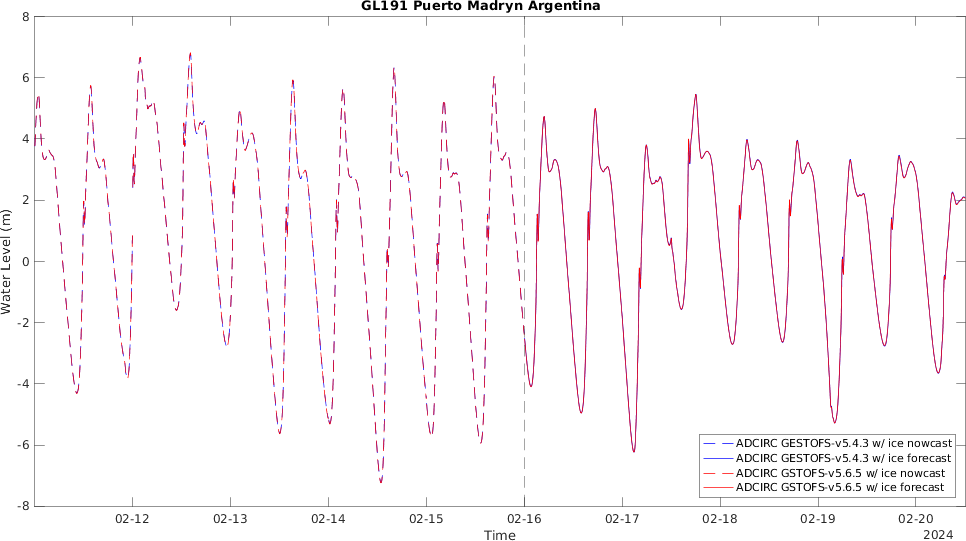 GL191 Puerto Madryn Argentina
8
6
4
2
0
-2
-4
-6
-8
Water Level (m)
ADCIRC GESTOFS-v5.4.3 w/ ice nowcast
ADCIRC GESTOFS-v5.4.3 w/ ice forecast
ADCIRC GSTOFS-v5.6.5 w/ ice nowcast
ADCIRC GSTOFS-v5.6.5 w/ ice forecast
02-12 02-13 02-14 02-15 02-16 02-17 02-18 02-19 02-20
Time
2024